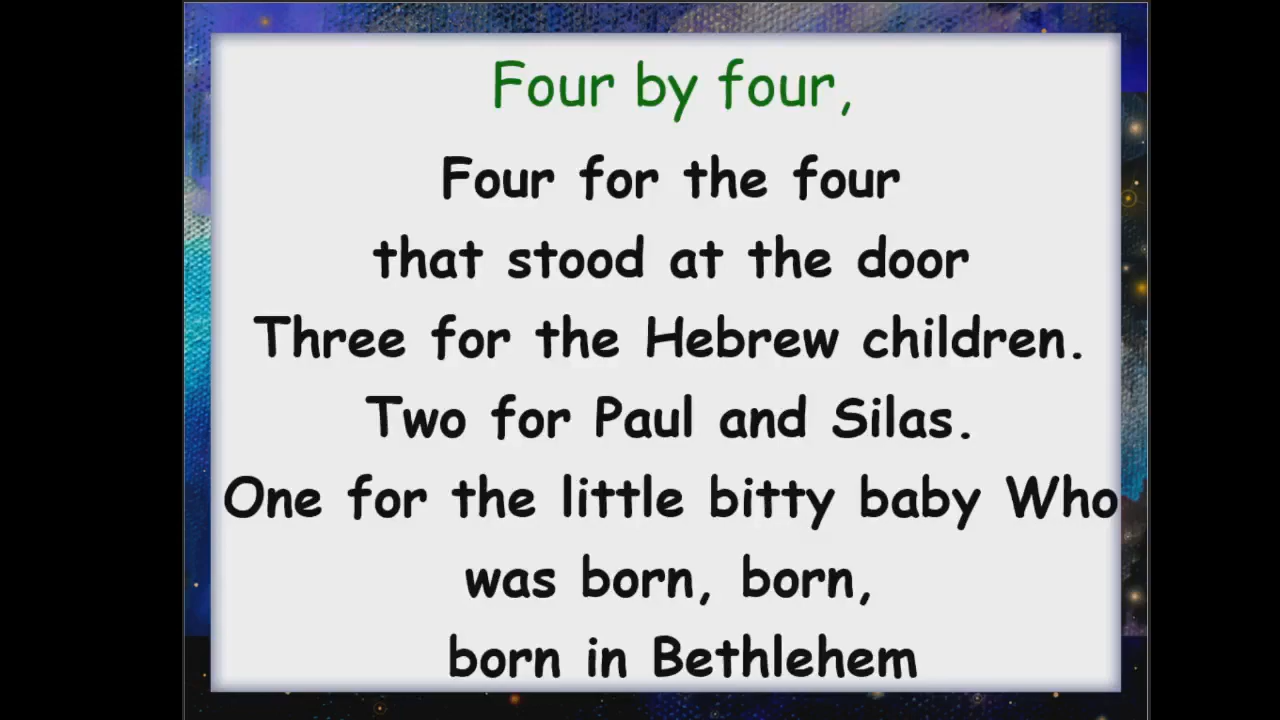 Four by four,
Four for the four
that stood at the door
Three for the Hebrew children.
Two for Paul and Silas.
One for the little bitty baby Who
was born, born,
born in Bethlehem